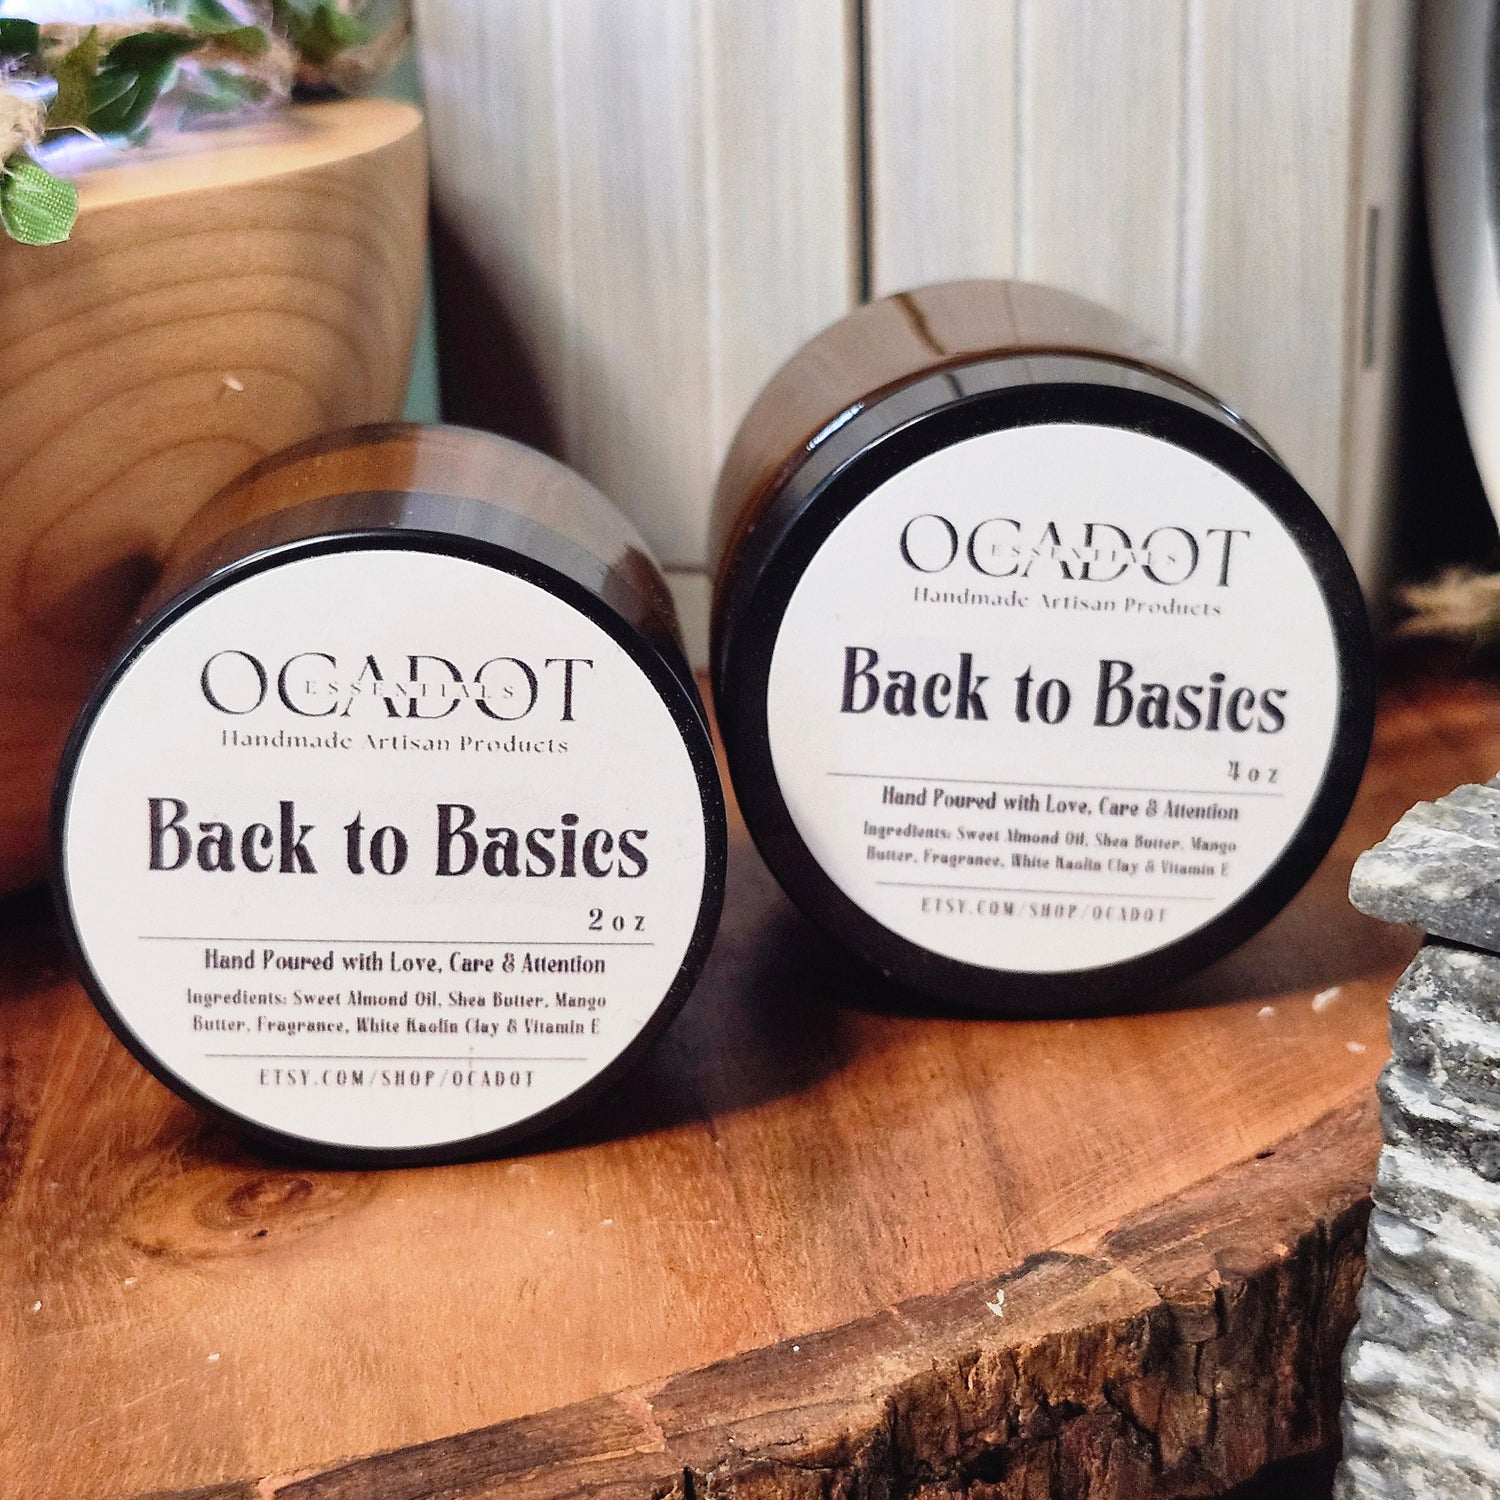 OCADOT
ESSENTIALS
Handmade Artisan Products
Back to Basics
2 oz
Hand Poured with Love, Care & Attention
Ingredients: Sweet Almond Oil, Shea Butter, Mango
Butter, Fragrance, White Kaolin Clay & Vitamin E
ETSY.COM/SHOP/OCADOT
OCADOT
ESSENTIALS
Handmade Artisan Products
Back to Basics
4 oz
Hand Poured with Love, Care & Attention
Ingredients: Sweet Almond Oil, Shea Butter, Mango
Butter, Fragrance, White Kaolin Clay & Vitamin E
ETSY.COM/SHOP/OCADOT